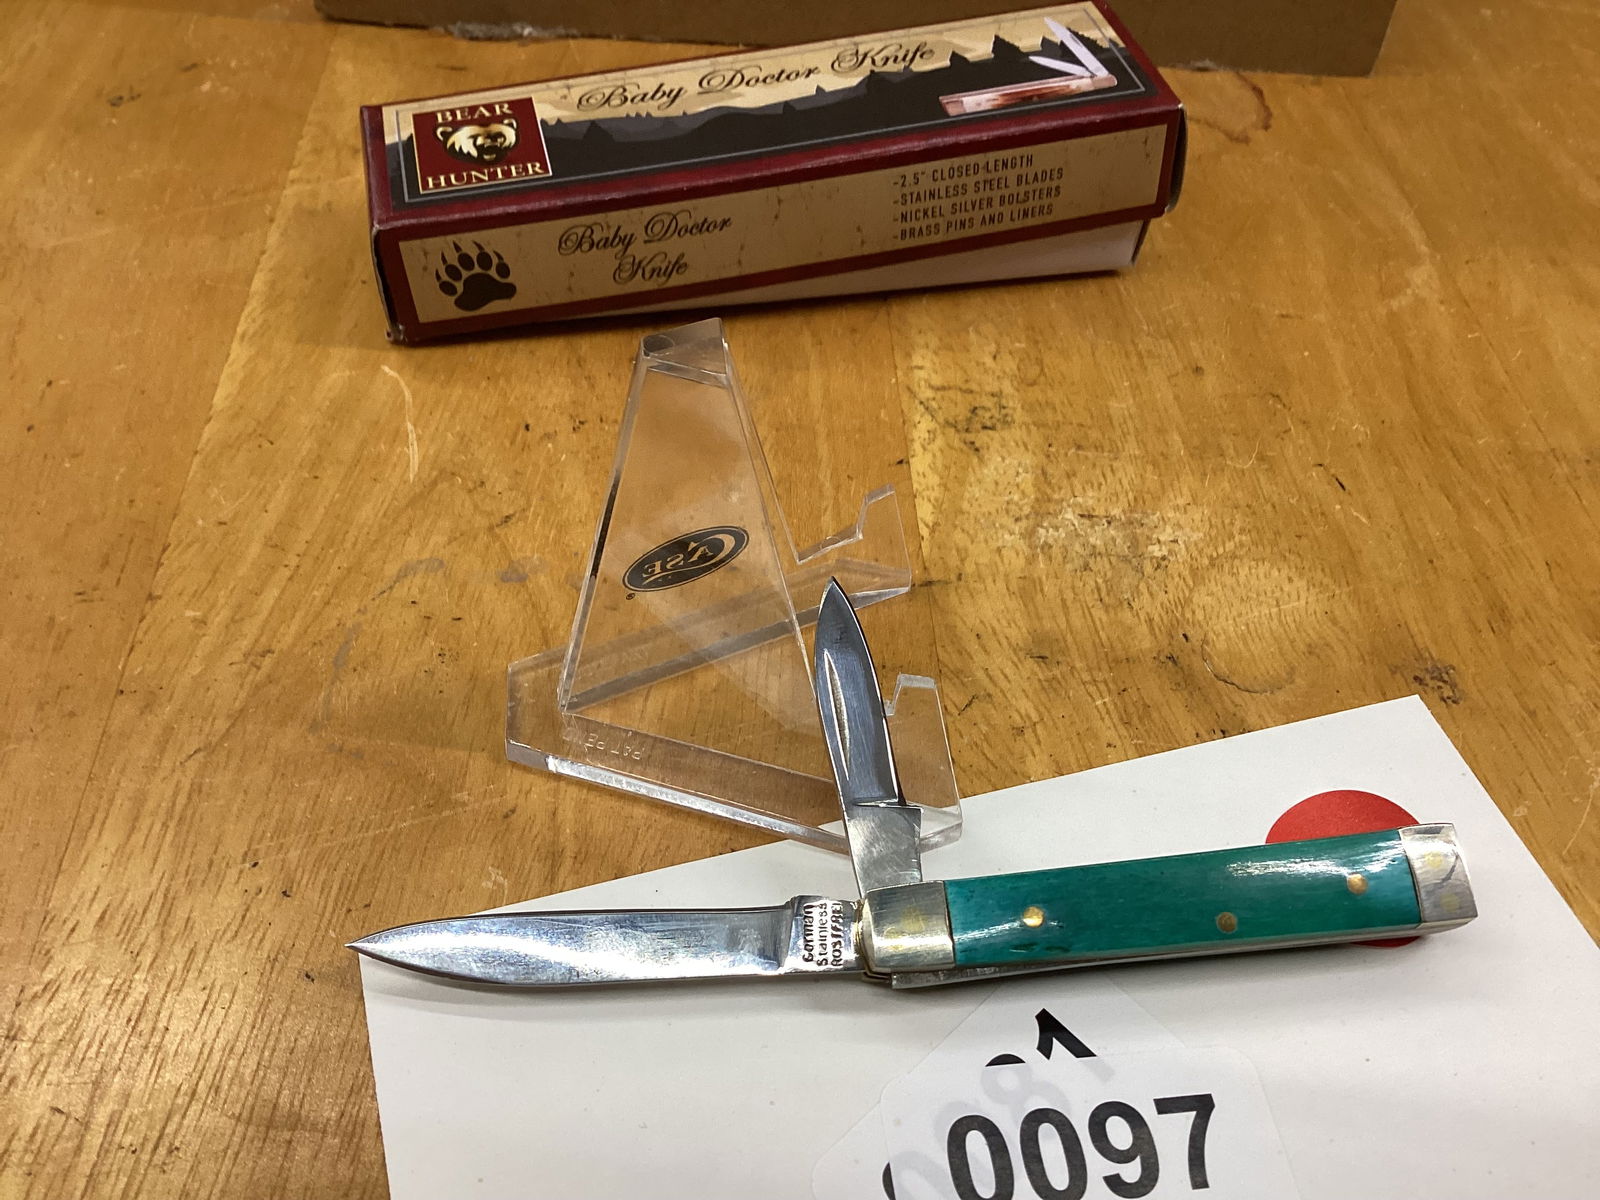 Baby Doctor Knife
BEAR
HUNTER
Baby Doctor
Knife
-2.5" CLOSED LENGTH
-STAINLESS STEEL BLADES
-NICKEL SILVER BOLSTERS
-BRASS PINS AND LINERS
CASE
®
German
Stainless
ROSTFREI
0097